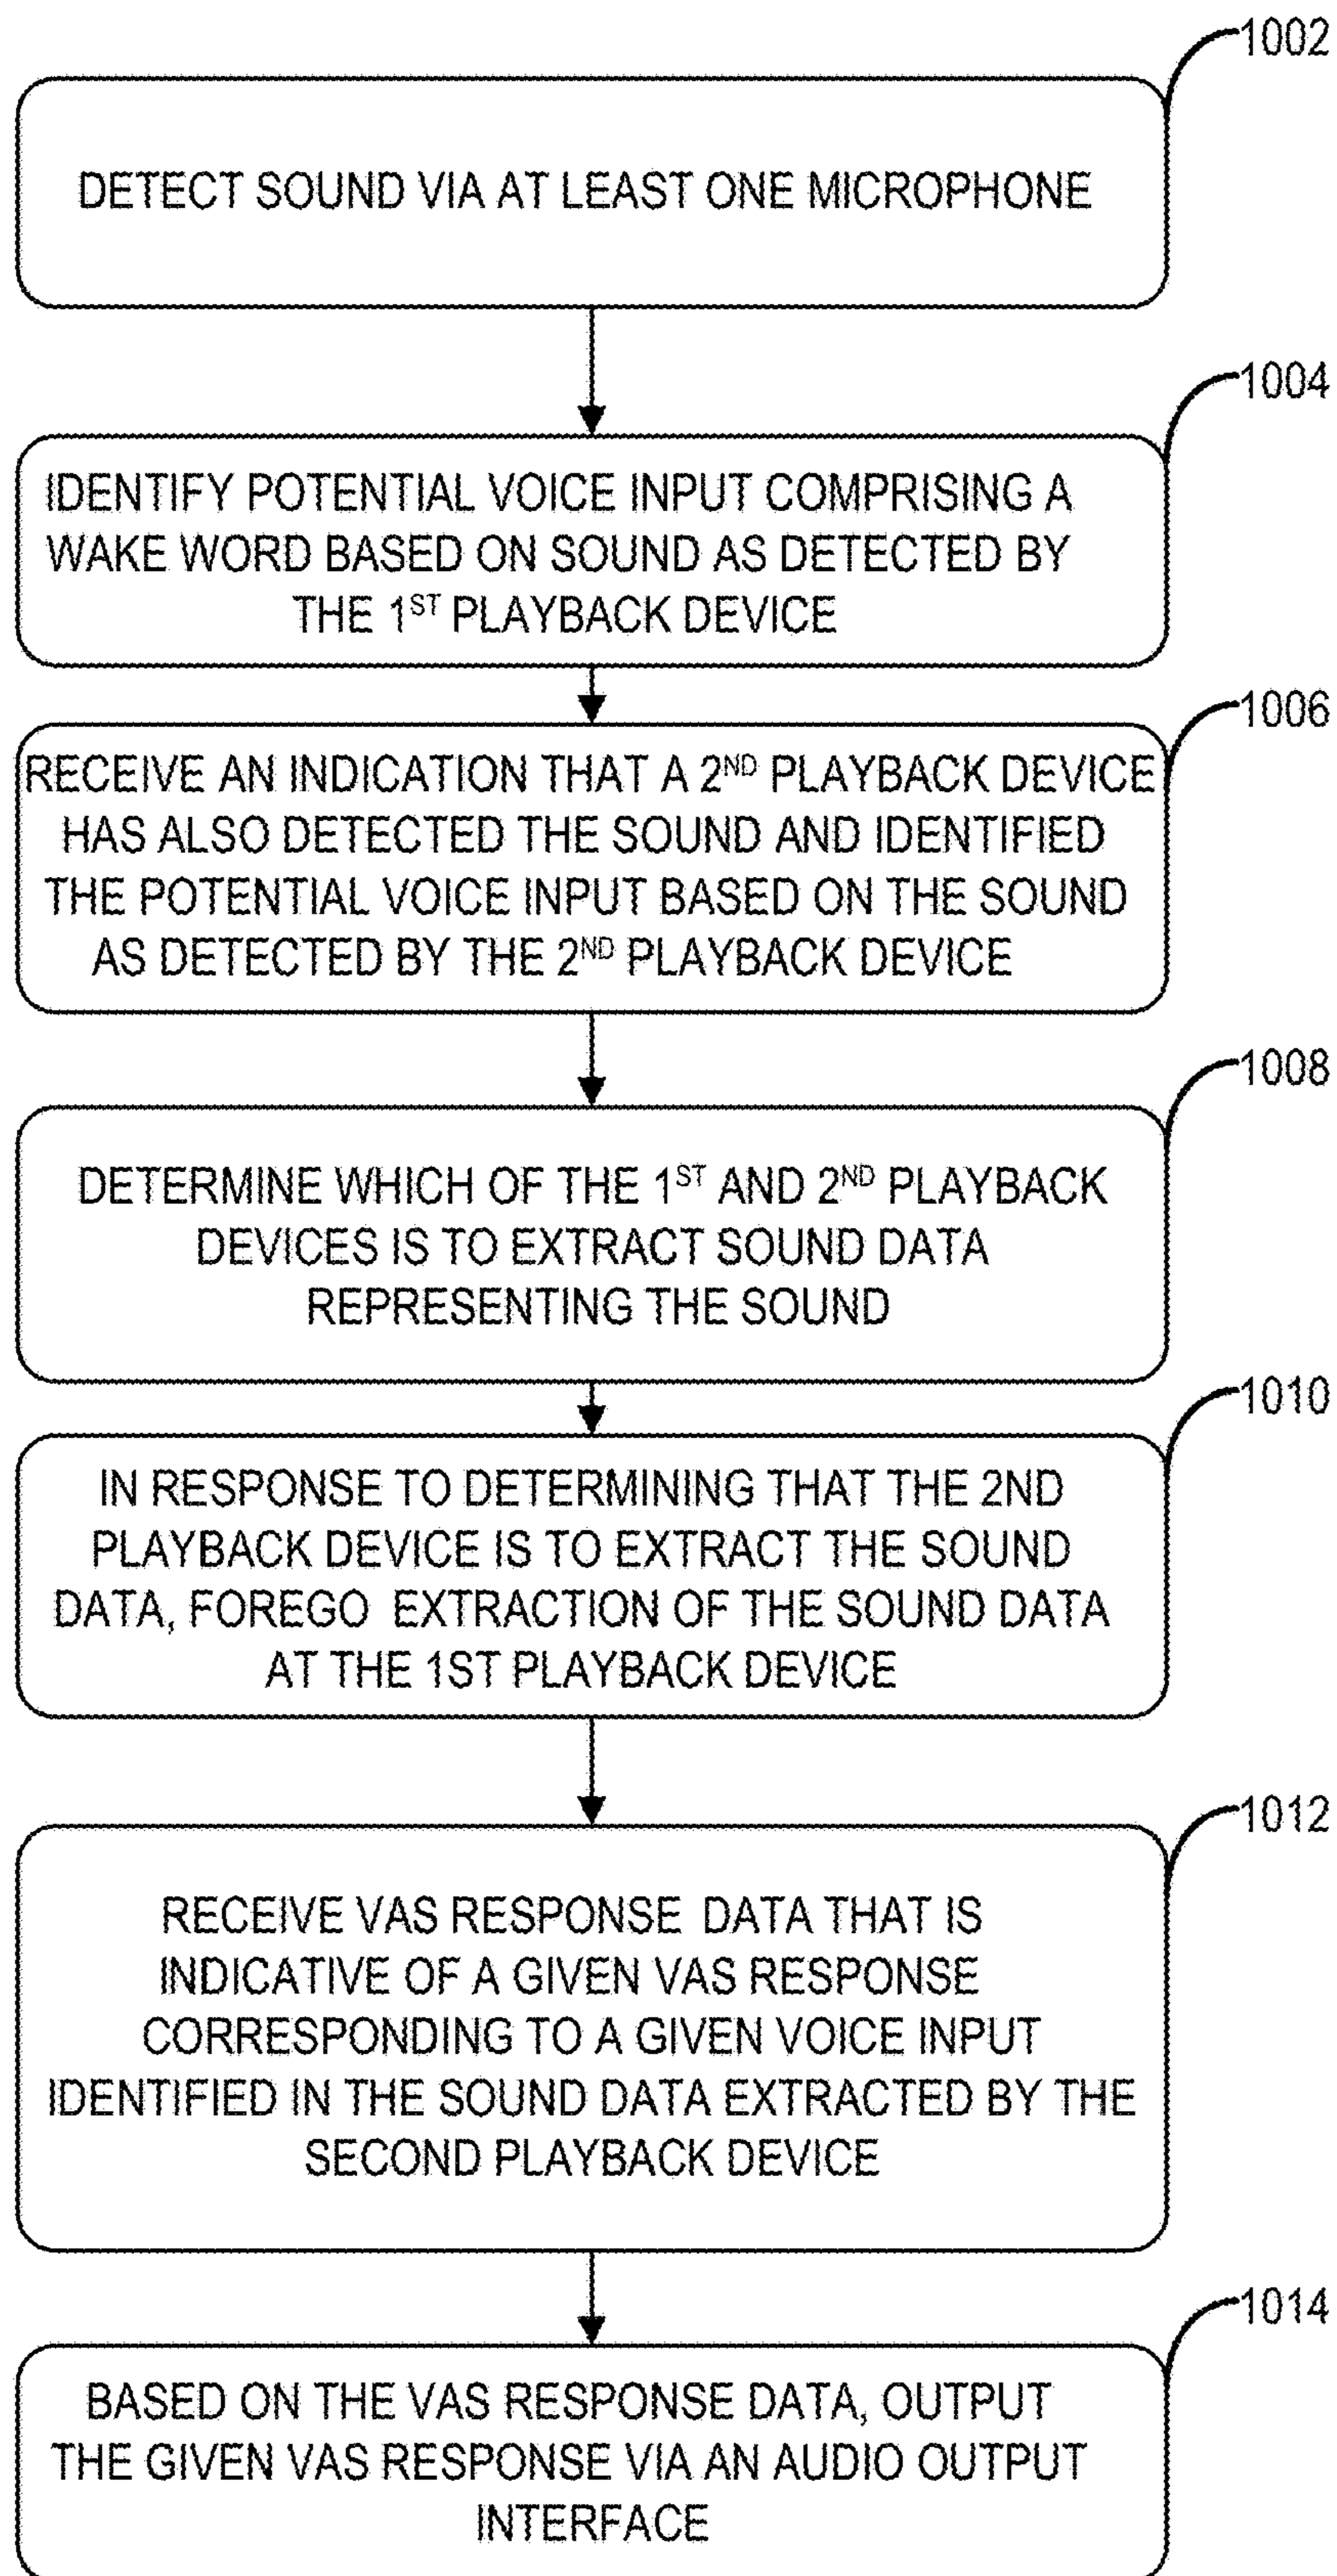 1002
DETECT SOUND VIA AT LEAST ONE MICROPHONE
1004
IDENTIFY POTENTIAL VOICE INPUT COMPRISING A
WAKE WORD BASED ON SOUND AS DETECTED BY
THE 1ST PLAYBACK DEVICE
1006
RECEIVE AN INDICATION THAT A 2ND PLAYBACK DEVICE
HAS ALSO DETECTED THE SOUND AND IDENTIFIED
THE POTENTIAL VOICE INPUT BASED ON THE SOUND
AS DETECTED BY THE 2ND PLAYBACK DEVICE
1008
DETERMINE WHICH OF THE 1ST AND 2ND PLAYBACK
DEVICES IS TO EXTRACT SOUND DATA
REPRESENTING THE SOUND
1010
IN RESPONSE TO DETERMINING THAT THE 2ND
PLAYBACK DEVICE IS TO EXTRACT THE SOUND
DATA, FOREGO EXTRACTION OF THE SOUND DATA
AT THE 1ST PLAYBACK DEVICE
1012
RECEIVE VAS RESPONSE DATA THAT IS
INDICATIVE OF A GIVEN VAS RESPONSE
CORRESPONDING TO A GIVEN VOICE INPUT
IDENTIFIED IN THE SOUND DATA EXTRACTED BY THE
SECOND PLAYBACK DEVICE
1014
BASED ON THE VAS RESPONSE DATA, OUTPUT
THE GIVEN VAS RESPONSE VIA AN AUDIO OUTPUT
INTERFACE